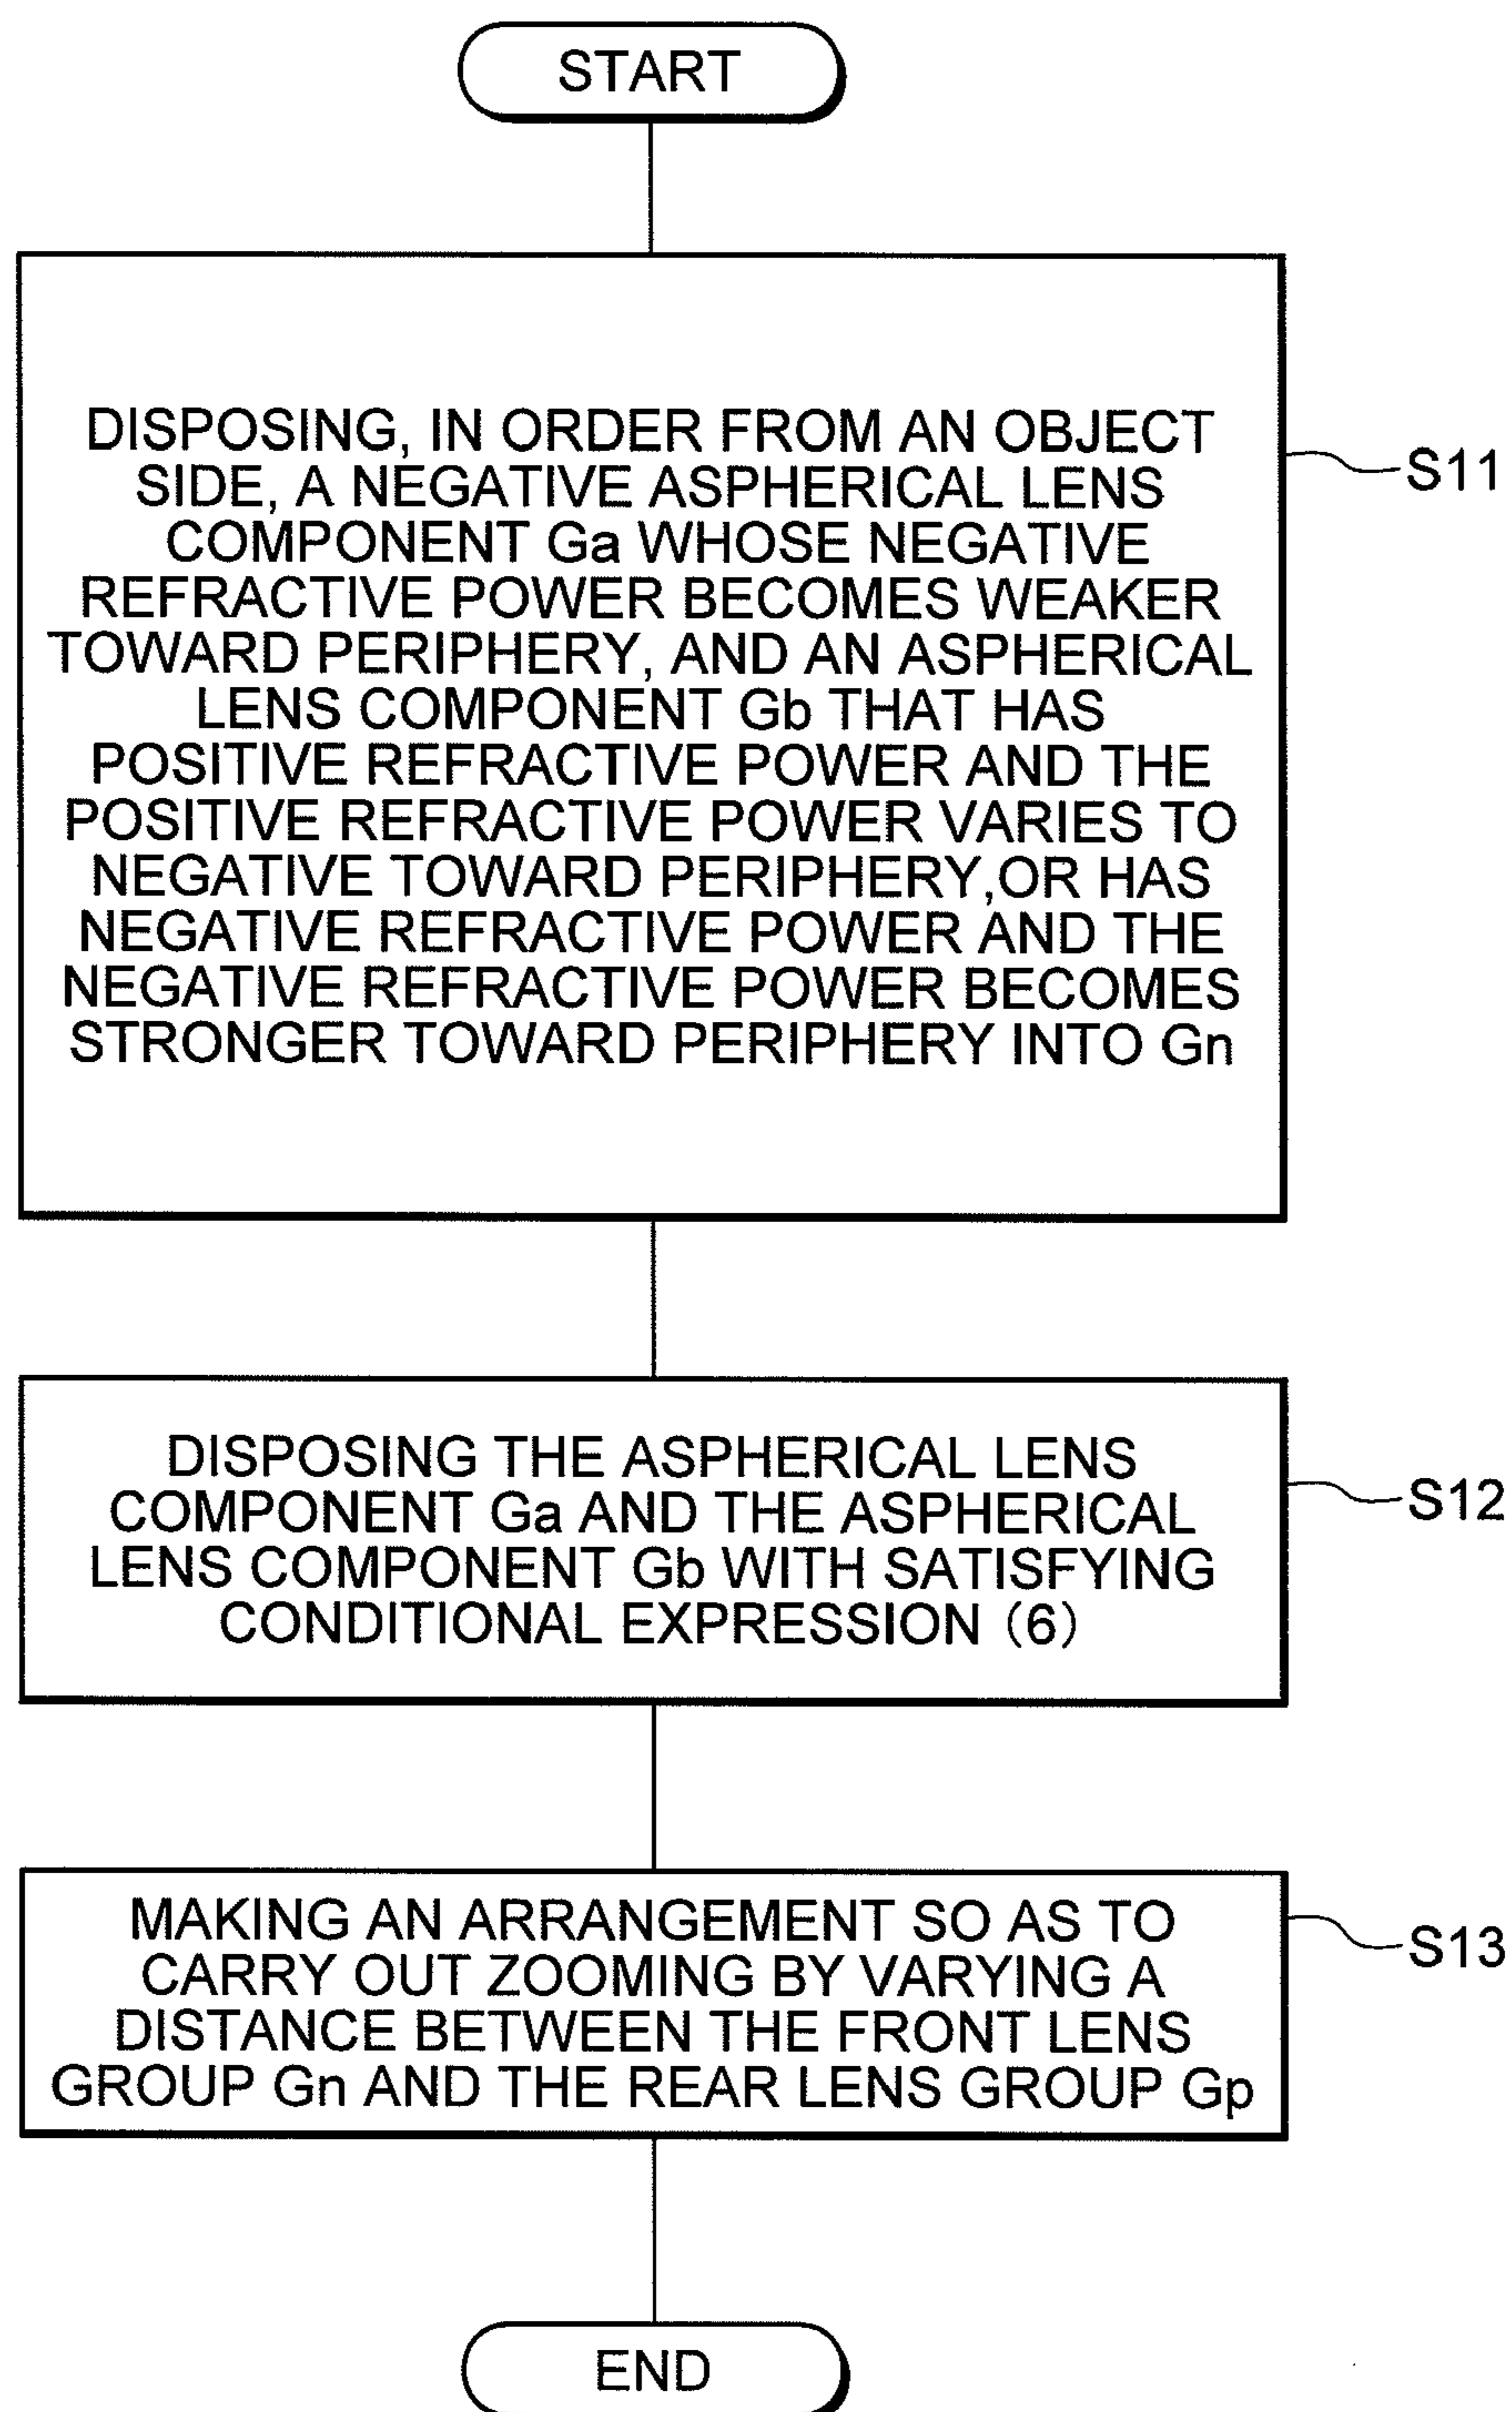 START
DISPOSING, IN ORDER FROM AN OBJECT
SIDE, A NEGATIVE ASPHERICAL LENS
COMPONENT Ga WHOSE NEGATIVE
REFRACTIVE POWER BECOMES WEAKER
TOWARD PERIPHERY, AND AN ASPHERICAL
LENS COMPONENT Gb THAT HAS
POSITIVE REFRACTIVE POWER AND THE
POSITIVE REFRACTIVE POWER VARIES TO
NEGATIVE TOWARD PERIPHERY,OR HAS
NEGATIVE REFRACTIVE POWER AND THE
NEGATIVE REFRACTIVE POWER BECOMES
STRONGER TOWARD PERIPHERY INTO Gn
S11
DISPOSING THE ASPHERICAL LENS
COMPONENT Ga AND THE ASPHERICAL
LENS COMPONENT Gb WITH SATISFYING
CONDITIONAL EXPRESSION (6)
S12
MAKING AN ARRANGEMENT SO AS TO
CARRY OUT ZOOMING BY VARYING A
DISTANCE BETWEEN THE FRONT LENS
GROUP Gn AND THE REAR LENS GROUP Gp
S13
END